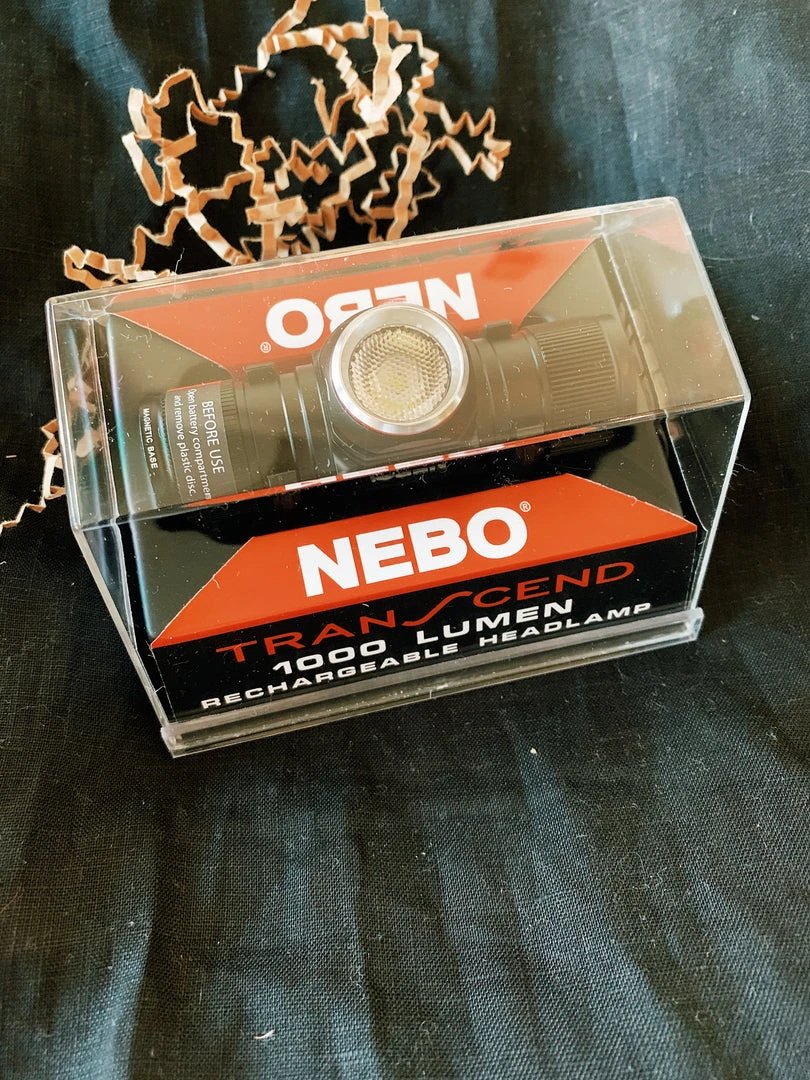 NEBO®
BEFORE USE
Open battery compartment
and remove plastic disc.
MAGNETIC BASE
NEBO®
TRANSCEND
1000 LUMEN
RECHARGEABLE HEADLAMP